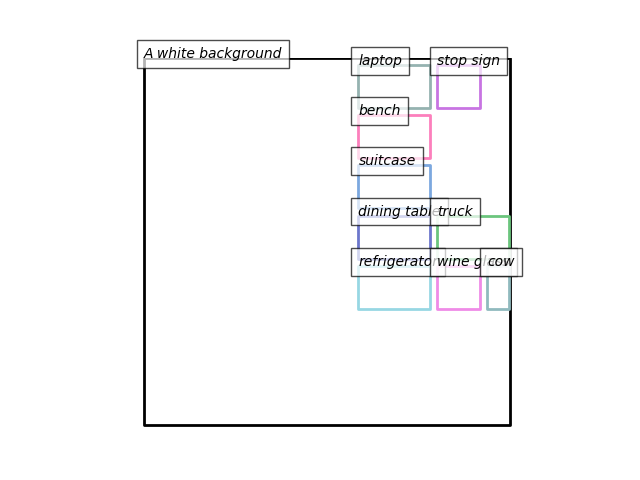 A white background
laptop
stop sign
bench
suitcase
dining table
truck
refrigerator
wine glass
cow